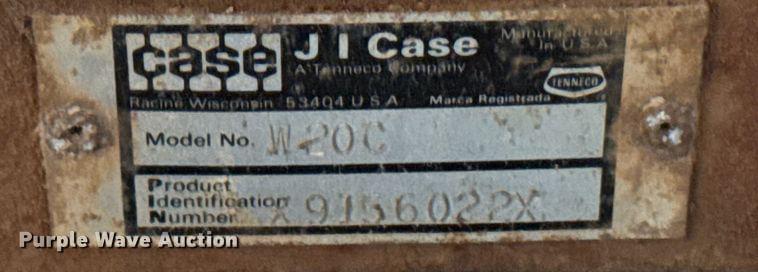 case
J I Case
A Tenneco Company
Manufactured
In U.S.A.
TENNECO
Racine Wisconsin 53404 U S A
Marca Registrada
Model No. W20C
Product
Identification
Number X 9156022X
Purple Wave Auction